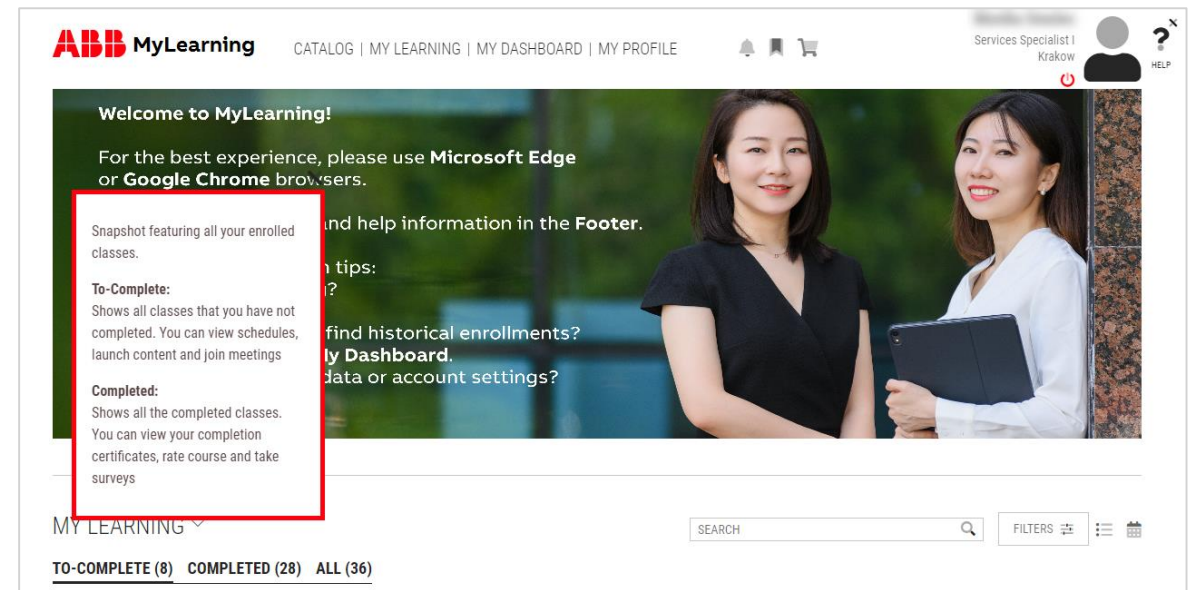 ABB MyLearning
CATALOG | MY LEARNING | MY DASHBOARD | MY PROFILE
Services Specialist I
Krakow
?
HELP
Welcome to MyLearning!
For the best experience, please use Microsoft Edge
or Google Chrome browsers.
and help information in the Footer.
tips:
?
find historical enrollments?
My Dashboard.
data or account settings?
Snapshot featuring all your enrolled
classes.
To-Complete:
Shows all classes that you have not
completed. You can view schedules,
launch content and join meetings
Completed:
Shows all the completed classes.
You can view your completion
certificates, rate course and take
surveys
MY LEARNING
SEARCH
FILTERS
TO-COMPLETE (8) COMPLETED (28) ALL (36)